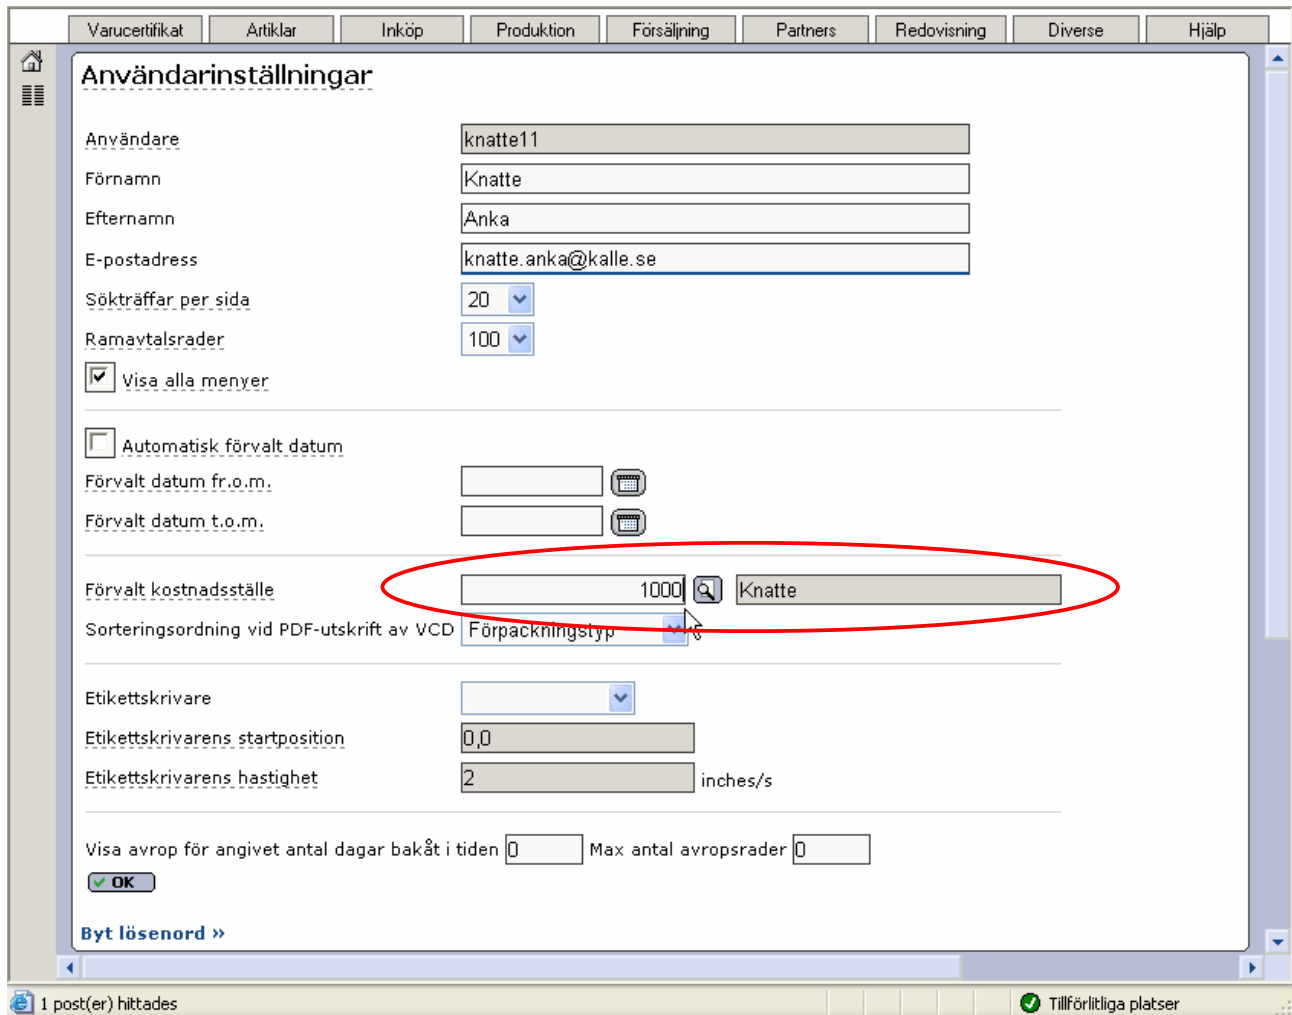 Varucertifikat Artiklar Inköp Produktion Försäljning Partners Redovisning Diverse Hjälp
Användarinställningar
Användare knatte11
Förnamn Knatte
Efternamn Anka
E-postadress knatte.anka@kalle.se
Sökträffar per sida 20
Ramavtalsrader 100
Visa alla menyer
Automatisk förvalt datum
Förvalt datum fr.o.m.
Förvalt datum t.o.m.
Förvalt kostnadsställe 1000 Knatte
Sorteringsordning vid PDF-utskrift av VCD Förpackningstyp
Etikettskrivare
Etikettskrivarens startposition 0,0
Etikettskrivarens hastighet 2 inches/s
Visa avrop för angivet antal dagar bakåt i tiden 0 Max antal avropsrader 0
OK
Byt lösenord »
1 post(er) hittades Tillförlitliga platser